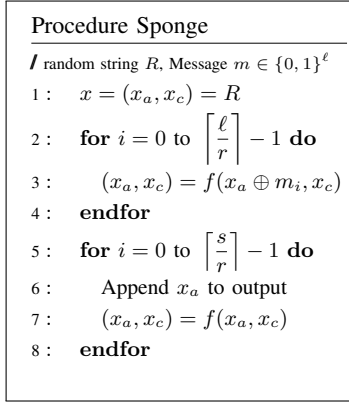 Procedure Sponge
/ random string R, Message m ∈ {0, 1}^ℓ
1 : x = (x_a, x_c) = R
2 : for i = 0 to ⌈ℓ/r⌉ − 1 do
3 : (x_a, x_c) = f(x_a ⊕ m_i, x_c)
4 : endfor
5 : for i = 0 to ⌈s/r⌉ − 1 do
6 : Append x_a to output
7 : (x_a, x_c) = f(x_a, x_c)
8 : endfor